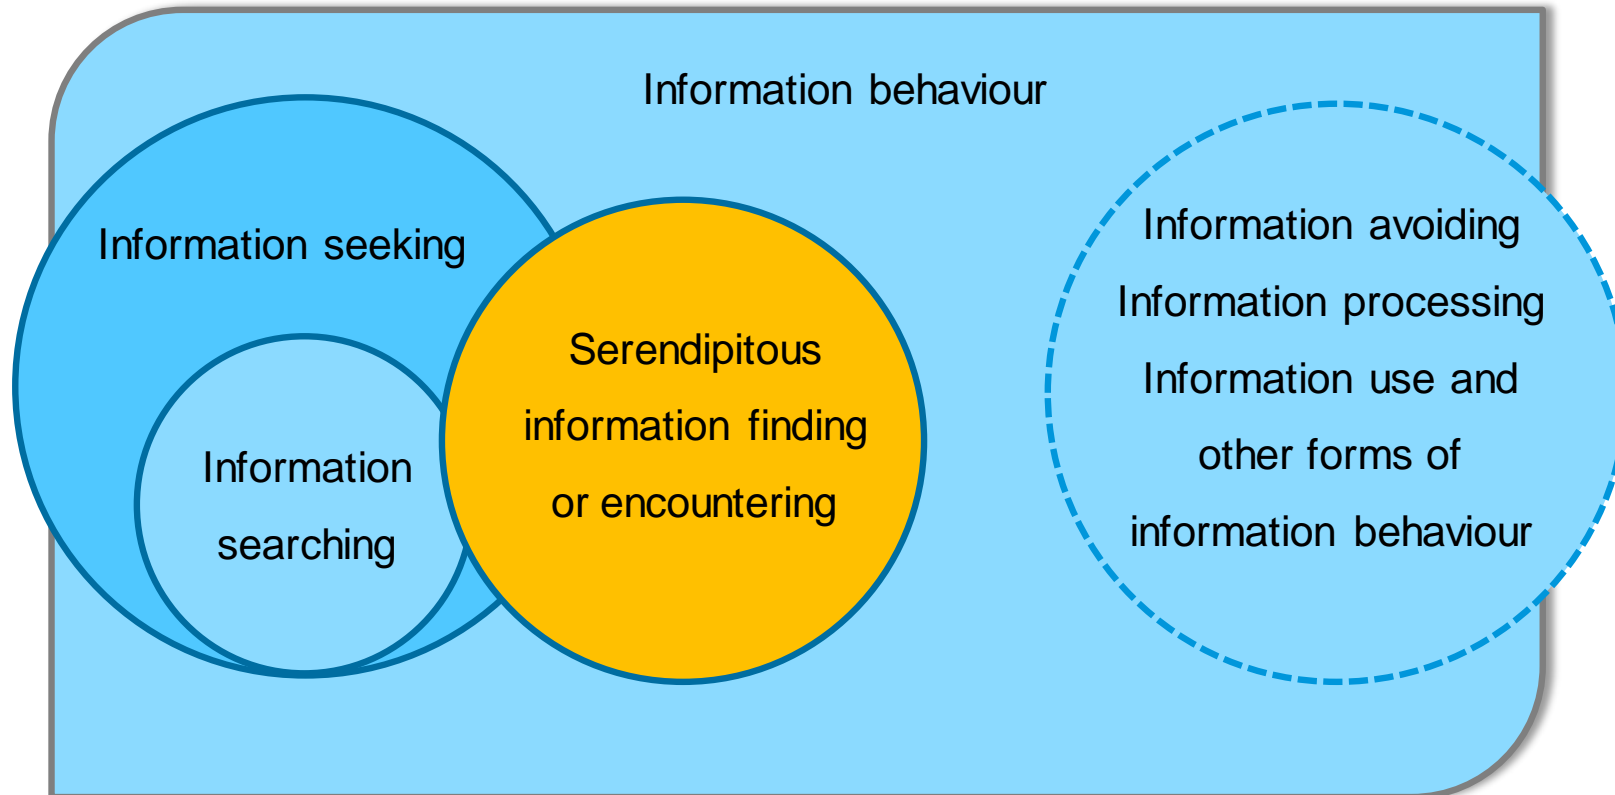 Information behaviour
Information seeking
Information
searching
Serendipitous
information finding
or encountering
Information avoiding
Information processing
Information use and
other forms of
information behaviour